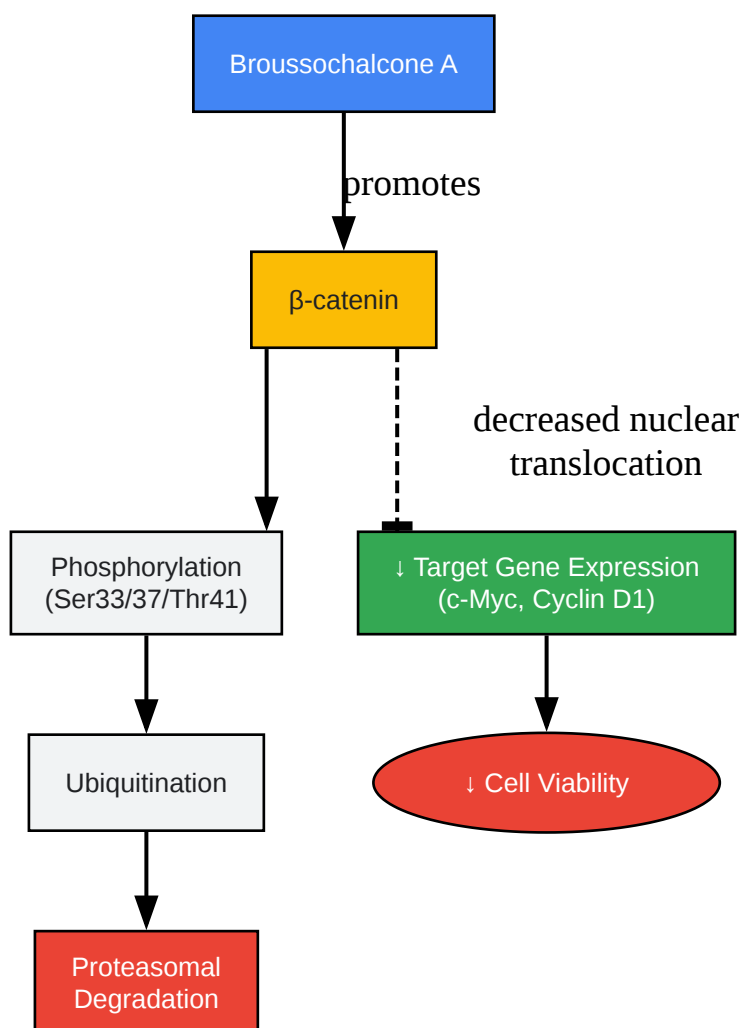 Broussochalcone A
promotes
β-catenin
decreased nuclear
translocation
Phosphorylation
(Ser33/37/Thr41)
↓ Target Gene Expression
(c-Myc, Cyclin D1)
Ubiquitination
↓ Cell Viability
Proteasomal
Degradation